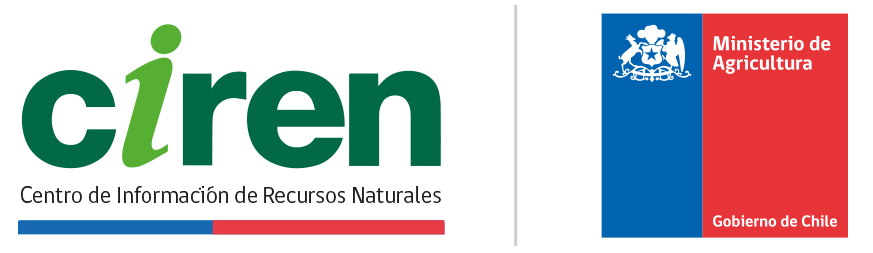 ciren
Centro de Información de Recursos Naturales
Ministerio de
Agricultura
Gobierno de Chile